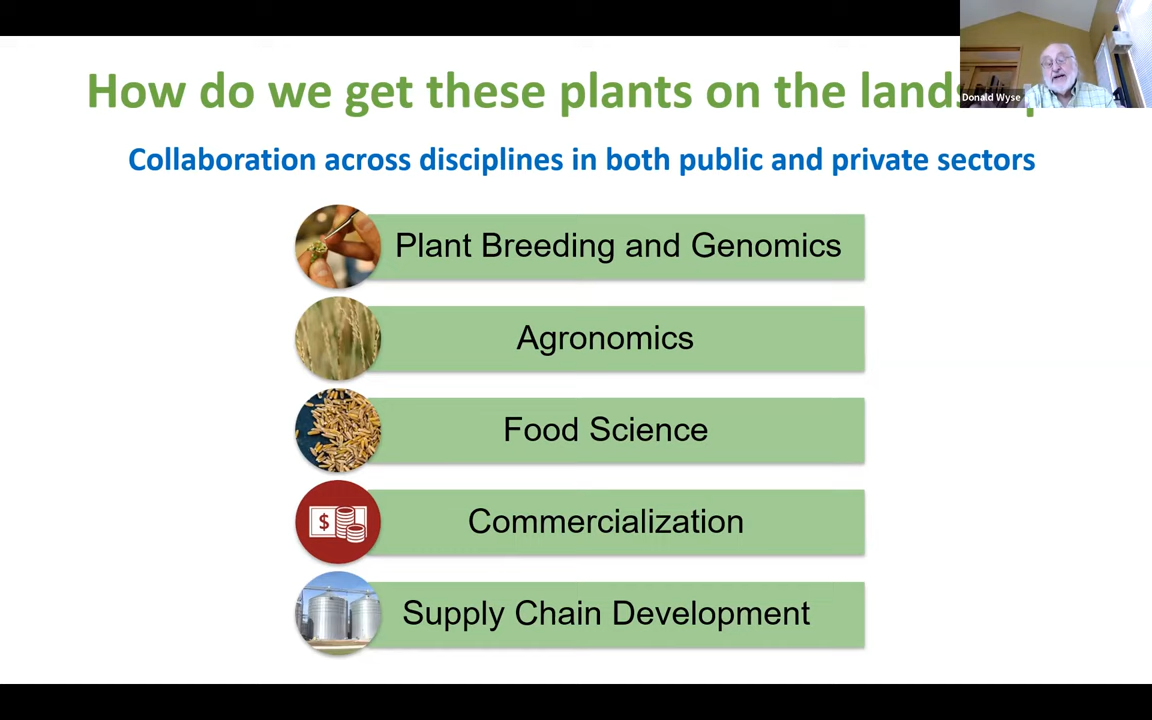 How do we get these plants on the
Donald Wyse
Collaboration across disciplines in both public and private sectors
Plant Breeding and Genomics
Agronomics
Food Science
$
Commercialization
Supply Chain Development